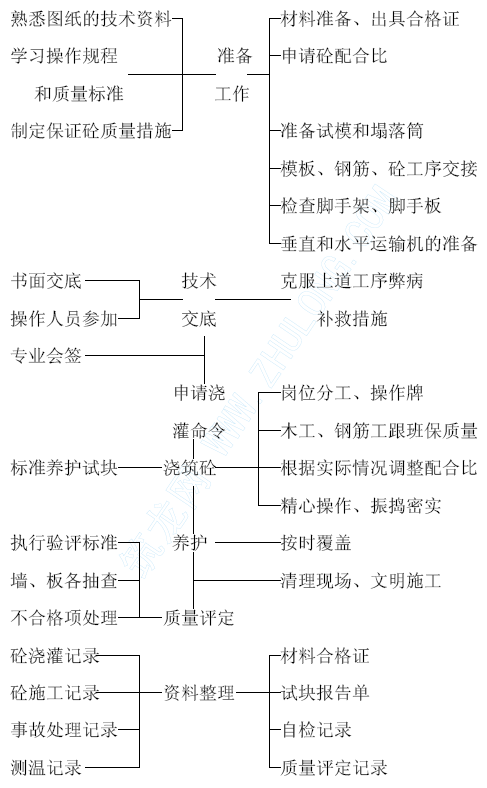 熟悉图纸的技术资料
材料准备、出具合格证
学习操作规程
准备
申请砼配合比
和质量标准
工作
制定保证砼质量措施
准备试模和塌落筒
模板、钢筋、砼工序交接
检查脚手架、脚手板
垂直和水平运输机的准备
书面交底
技术
克服上道工序弊病
操作人员参加
交底
补救措施
专业会签
申请浇
岗位分工、操作牌
灌命令
木工、钢筋工跟班保质量
标准养护试块
浇筑砼
根据实际情况调整配合比
精心操作、振捣密实
执行验评标准
养护
按时覆盖
墙、板各抽查
清理现场、文明施工
不合格项处理
质量评定
砼浇灌记录
材料合格证
砼施工记录
资料整理
试块报告单
事故处理记录
自检记录
测温记录
质量评定记录
筑龙网 WWW.ZHULONG.COM